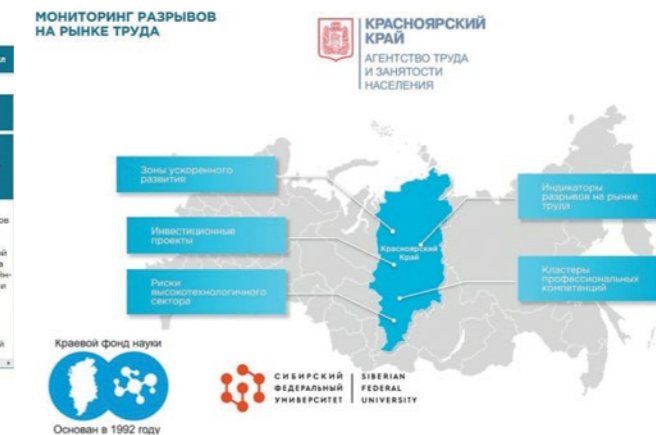 МОНИТОРИНГ РАЗРЫВОВ
НА РЫНКЕ ТРУДА
КРАСНОЯРСКИЙ
КРАЙ
АГЕНТСТВО ТРУДА
И ЗАНЯТОСТИ
НАСЕЛЕНИЯ
Зоны ускоренного
развития
Инвестиционные
проекты
Риски
высокотехнологичного
сектора
Красноярский
Край
Индикаторы
разрывов на рынке
труда
Кластеры
профессиональных
компетенций
Краевой фонд науки
Основан в 1992 году
СИБИРСКИЙ
ФЕДЕРАЛЬНЫЙ
УНИВЕРСИТЕТ
SIBERIAN
FEDERAL
UNIVERSITY